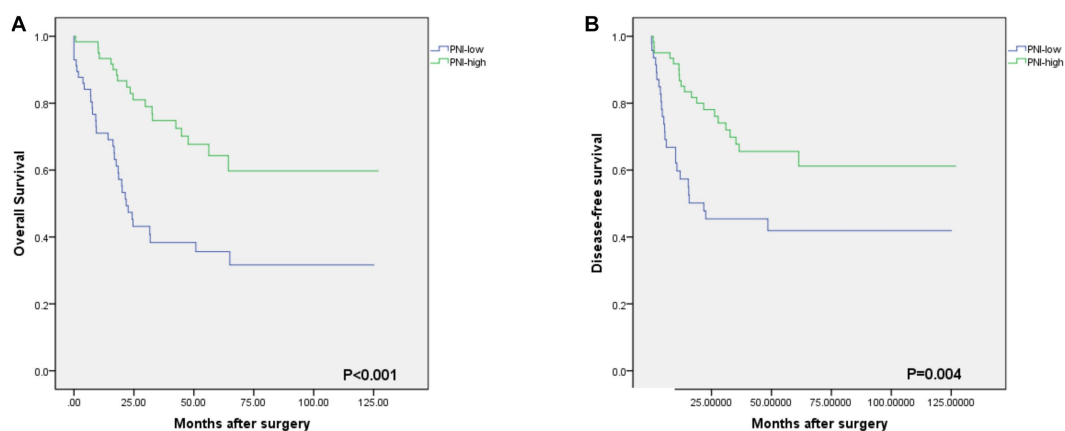 A
PNI-low
PNI-high
Overall Survival
1.0
0.8
0.6
0.4
0.2
0.0
P<0.001
.00 25.00 50.00 75.00 100.00 125.00
Months after surgery
B
PNI-low
PNI-high
Disease-free survival
1.0
0.8
0.6
0.4
0.2
0.0
P=0.004
25.00000 50.00000 75.00000 100.00000 125.00000
Months after surgery